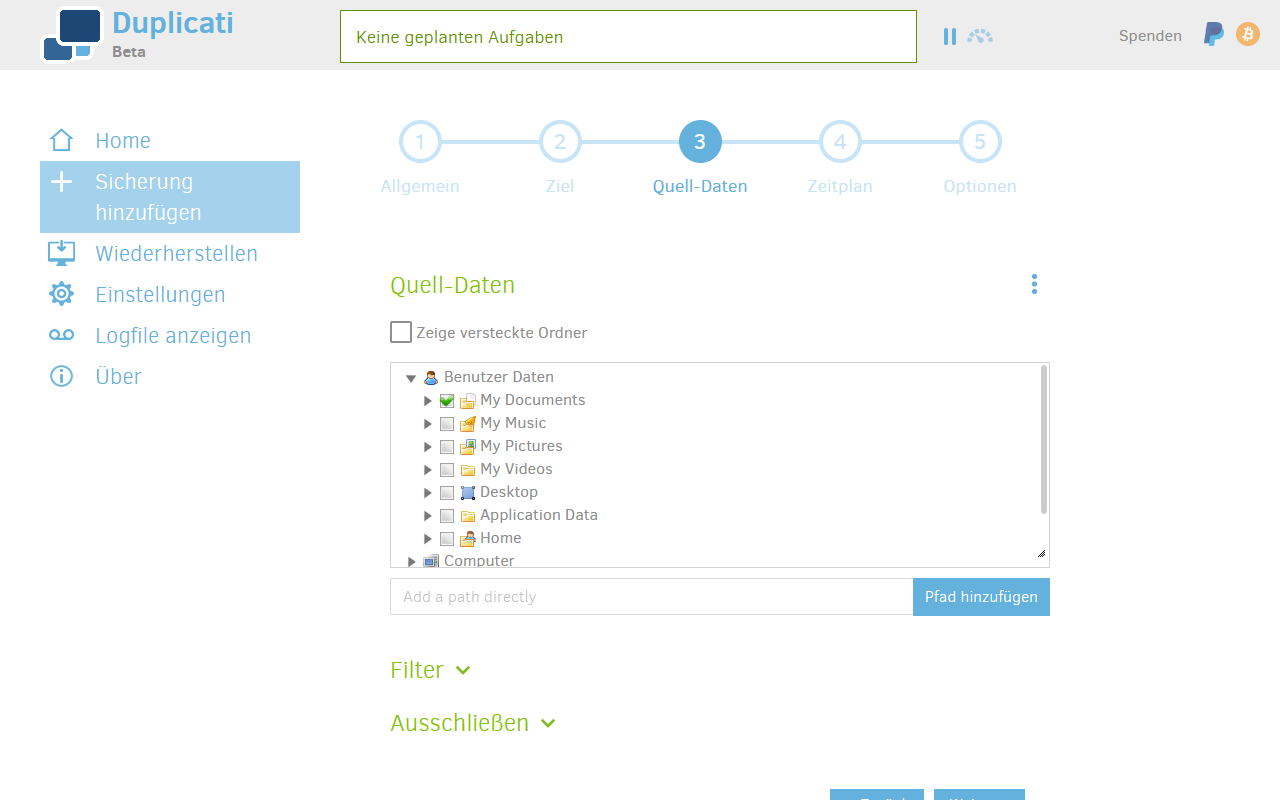 Duplicati
Beta
Keine geplanten Aufgaben
Spenden
Home
Sicherung
hinzufügen
Wiederherstellen
Einstellungen
Logfile anzeigen
Über
1
2
3
4
5
Allgemein
Ziel
Quell-Daten
Zeitplan
Optionen
Quell-Daten
Zeige versteckte Ordner
Benutzer Daten
My Documents
My Music
My Pictures
My Videos
Desktop
Application Data
Home
Computer
Add a path directly
Pfad hinzufügen
Filter
Ausschließen